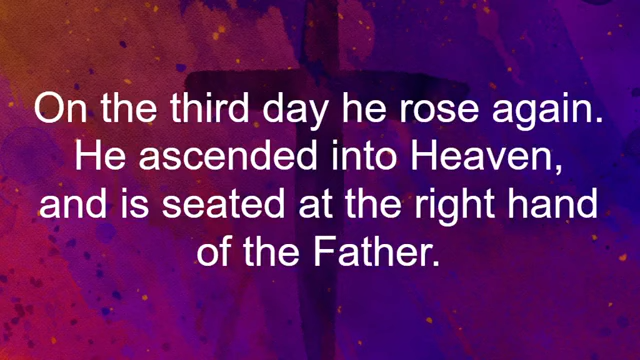 On the third day he rose again.
He ascended into Heaven,
and is seated at the right hand
of the Father.